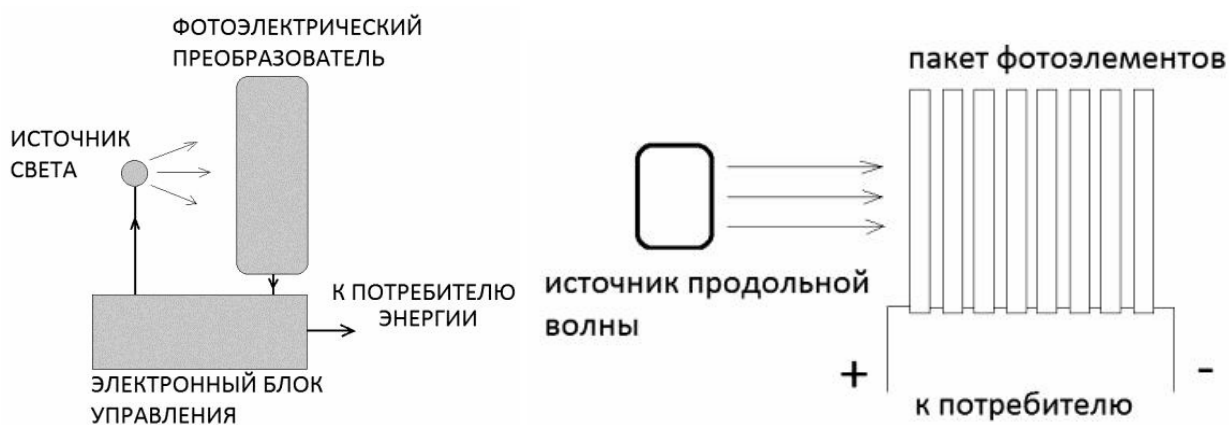 ФОТОЭЛЕКТРИЧЕСКИЙ
ПРЕОБРАЗОВАТЕЛЬ
ИСТОЧНИК
СВЕТА
К ПОТРЕБИТЕЛЮ
ЭНЕРГИИ
ЭЛЕКТРОННЫЙ БЛОК
УПРАВЛЕНИЯ
пакет фотоэлементов
источник продольной
волны
+ -
к потребителю